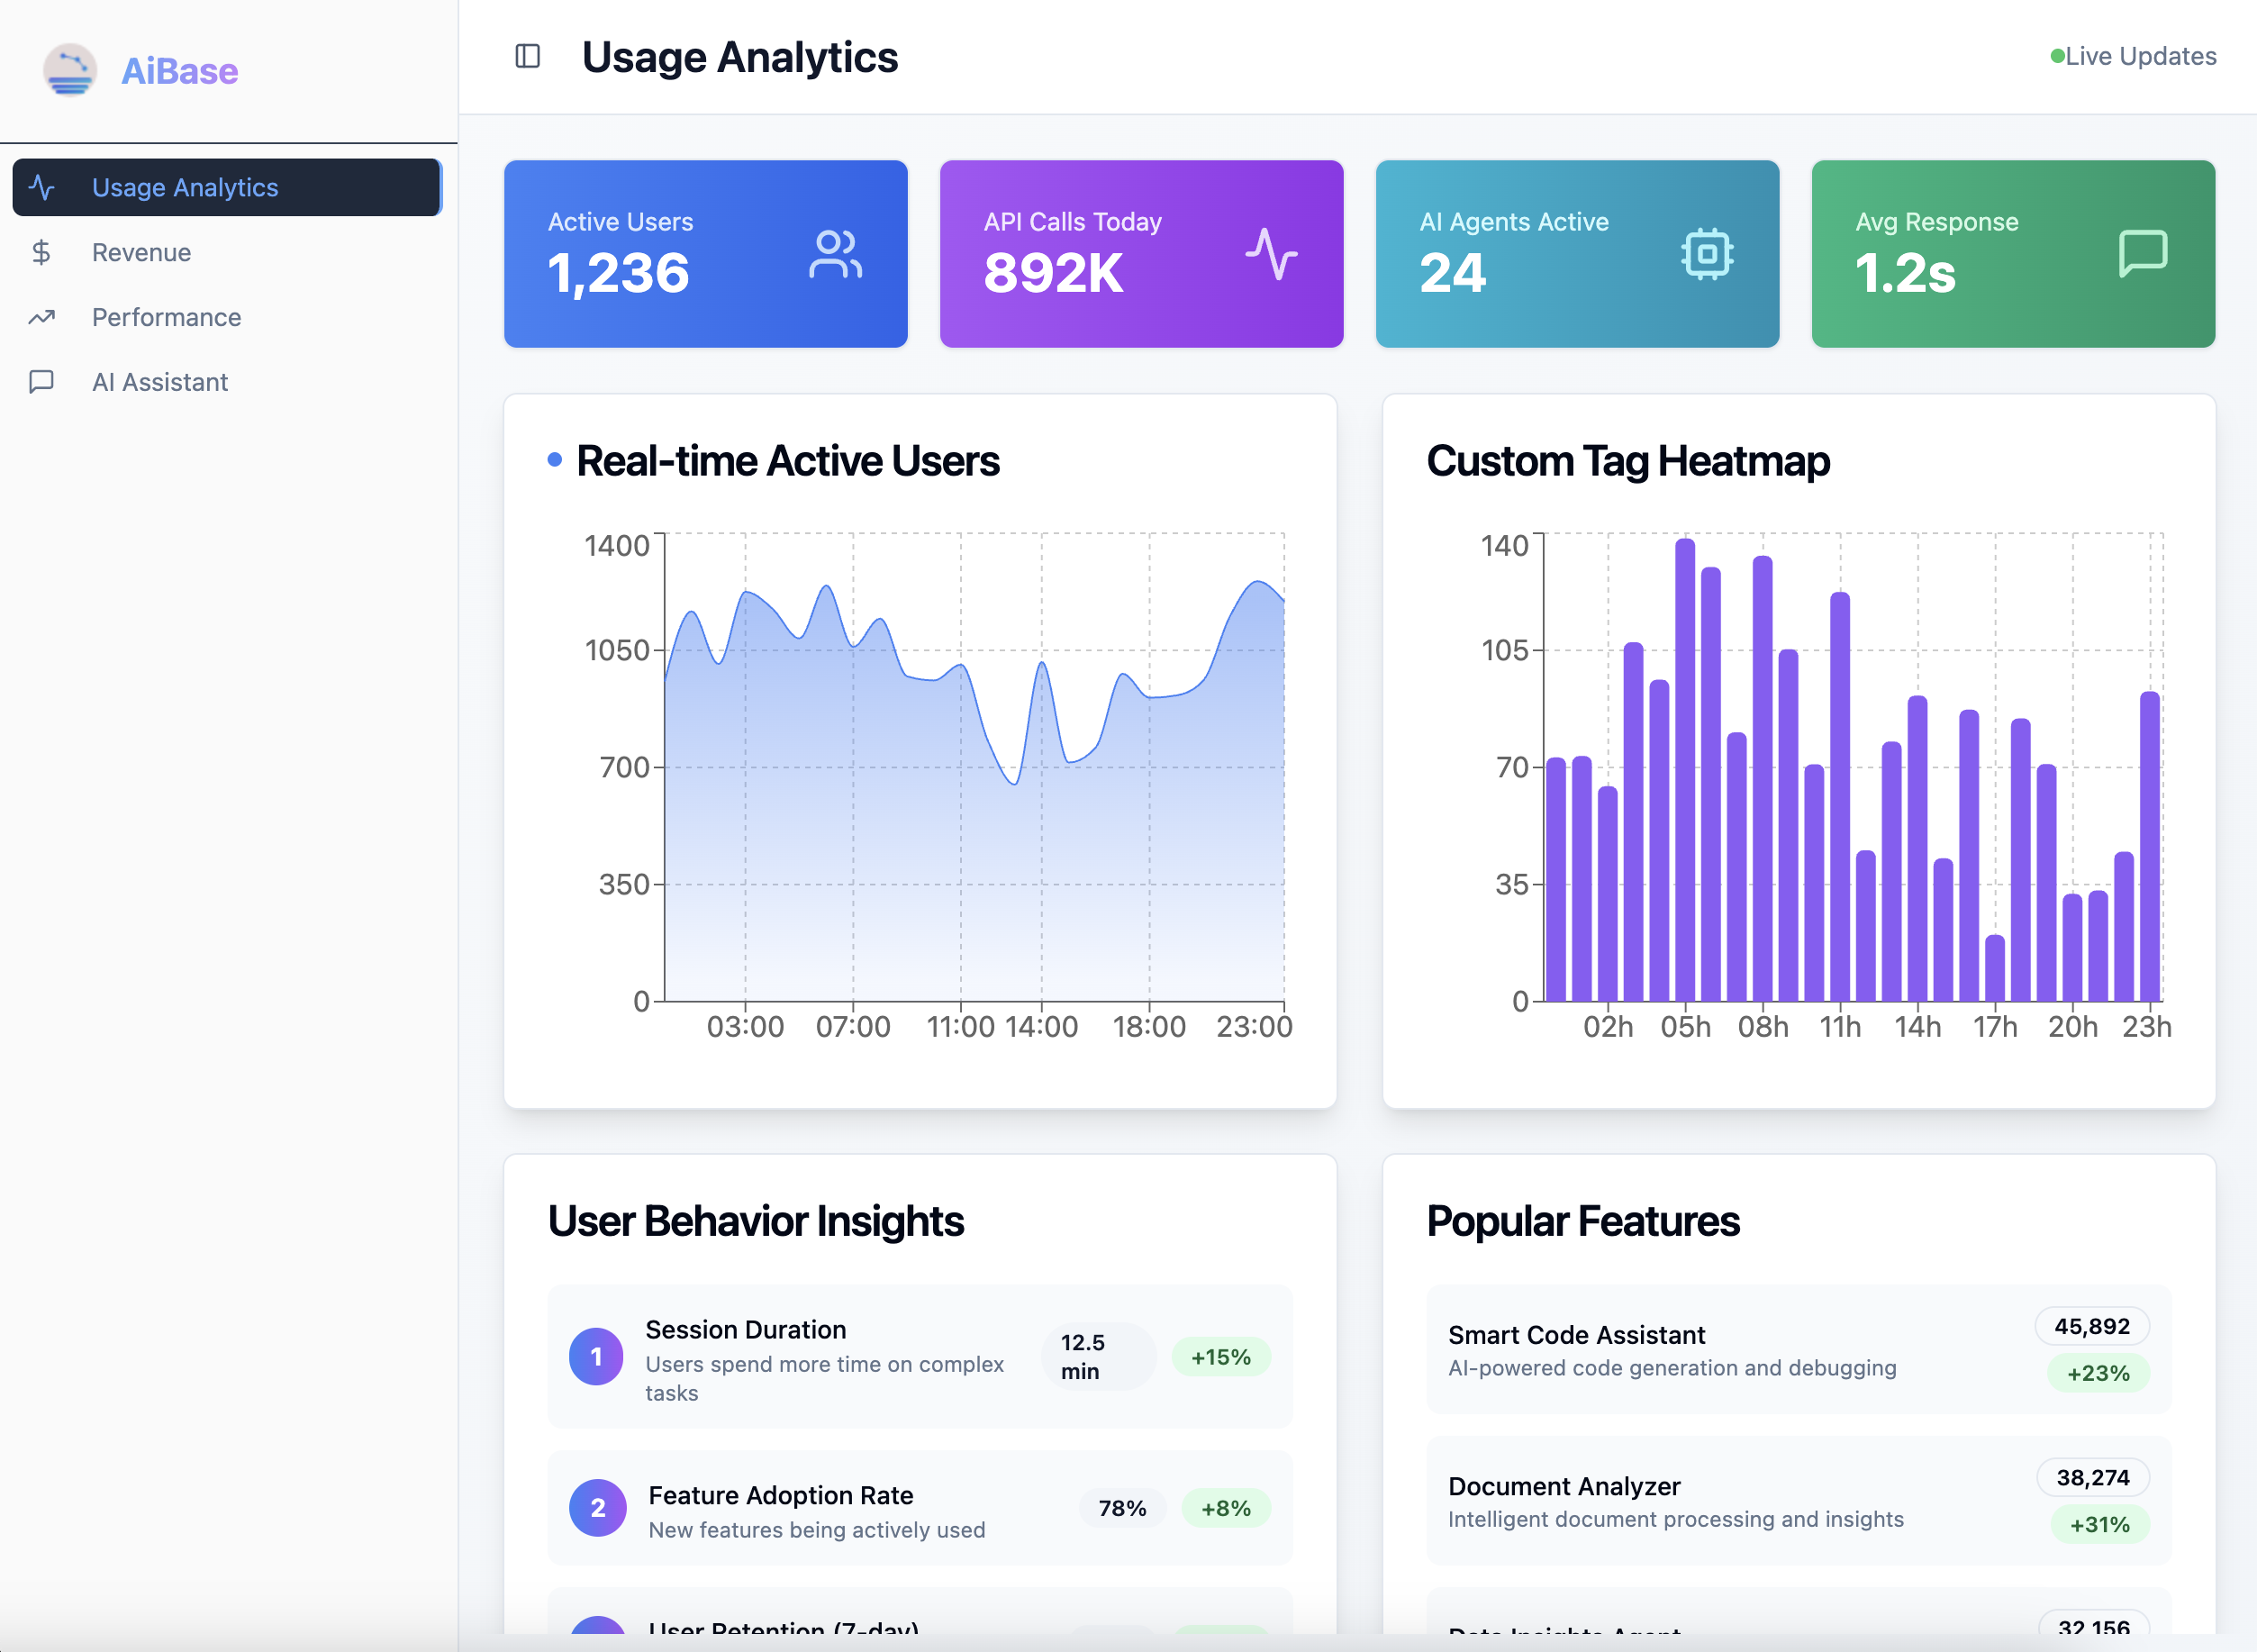 AiBase
Usage Analytics
Revenue
Performance
AI Assistant
Usage Analytics
Live Updates
Active Users
1,236
API Calls Today
892K
AI Agents Active
24
Avg Response
1.2s
Real-time Active Users
1400
1050
700
350
0
03:00 07:00 11:00 14:00 18:00 23:00
Custom Tag Heatmap
140
105
70
35
0
02h 05h 08h 11h 14h 17h 20h 23h
User Behavior Insights
1
Session Duration
Users spend more time on complex
tasks
12.5
min
+15%
2
Feature Adoption Rate
New features being actively used
78%
+8%
User Retention (7-day)
Popular Features
Smart Code Assistant
AI-powered code generation and debugging
45,892
+23%
Document Analyzer
Intelligent document processing and insights
38,274
+31%
Data Insights Agent
32,156